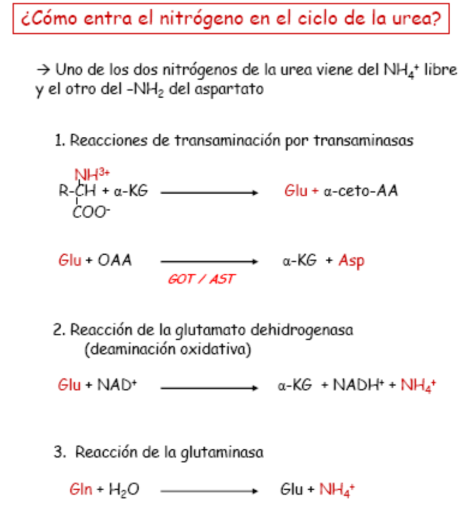 ¿Cómo entra el nitrógeno en el ciclo de la urea?
→ Uno de los dos nitrógenos de la urea viene del NH₄⁺ libre
y el otro del -NH₂ del aspartato
1. Reacciones de transaminación por transaminasas
NH³⁺
R-CH + α-KG ⟶ Glu + α-ceto-AA
COO⁻
Glu + OAA ⟶ α-KG + Asp
GOT / AST
2. Reacción de la glutamato dehidrogenasa
(deaminación oxidativa)
Glu + NAD⁺ ⟶ α-KG + NADH⁺ + NH₄⁺
3. Reacción de la glutaminasa
Gln + H₂O ⟶ Glu + NH₄⁺